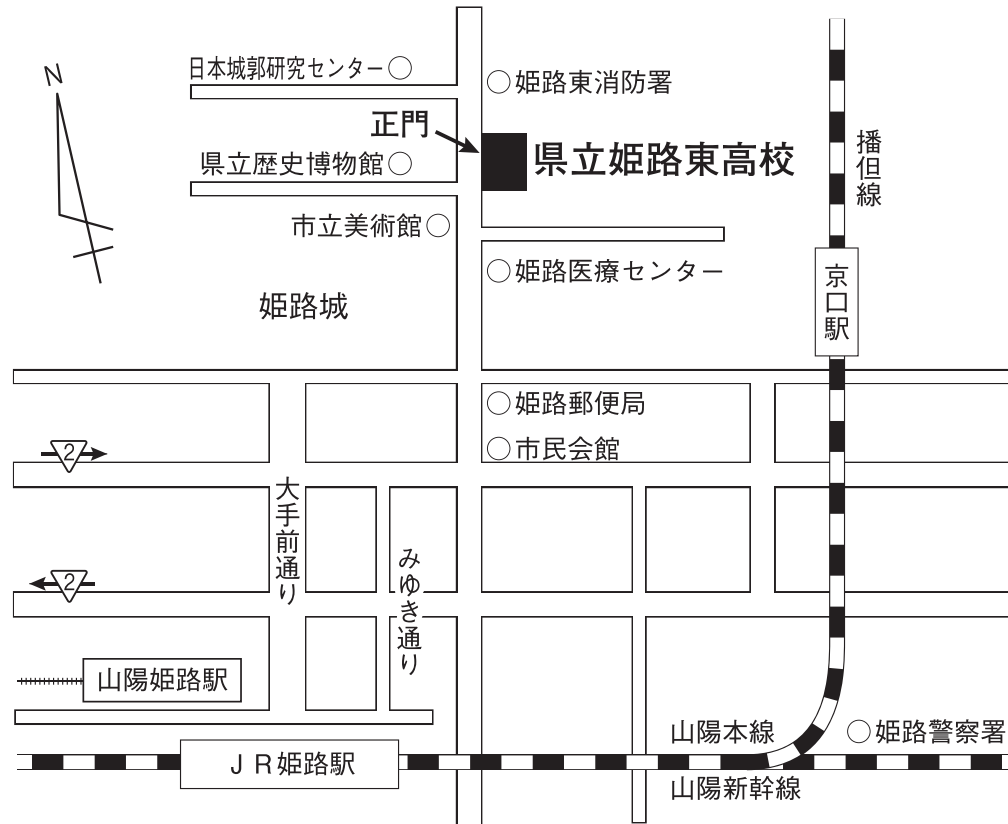 N
日本城郭研究センター
姫路東消防署
正門
県立姫路東高校
県立歴史博物館
播但線
市立美術館
姫路医療センター
京口駅
姫路城
姫路郵便局
市民会館
2
大手前通り
みゆき通り
2
山陽姫路駅
山陽本線
姫路警察署
JR姫路駅
山陽新幹線